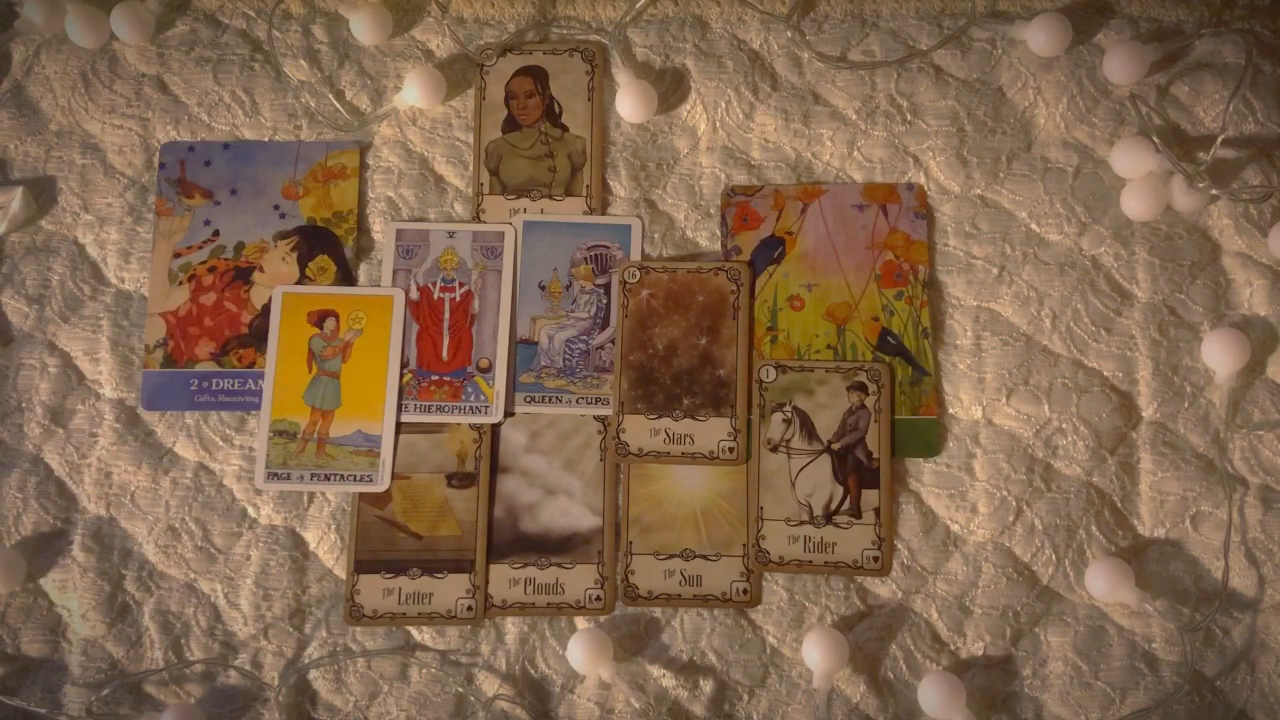 2 DREAM
Gifts, Receiving,
PAGE of PENTACLES
V
HE HIEROPHANT
QUEEN of CUPS
The
16
The Stars
6
1
The Rider
9
The Letter
7
The Clouds
K
The Sun
A